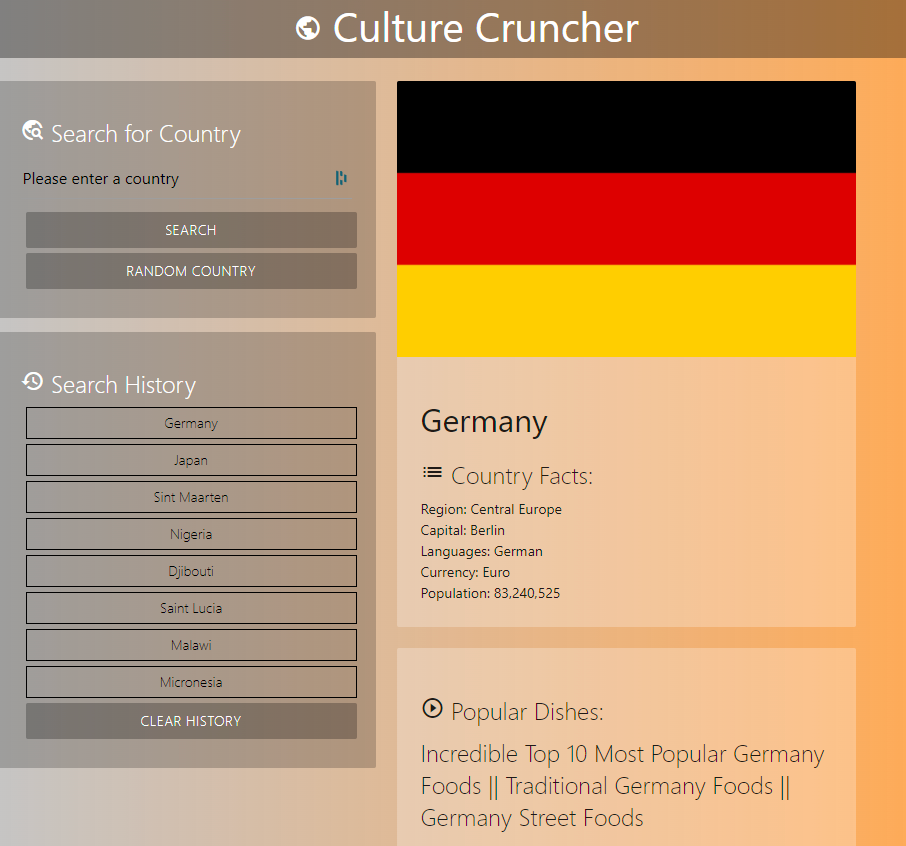 Culture Cruncher
Search for Country
Please enter a country
SEARCH
RANDOM COUNTRY
Search History
Germany
Japan
Sint Maarten
Nigeria
Djibouti
Saint Lucia
Malawi
Micronesia
CLEAR HISTORY
Germany
Country Facts:
Region: Central Europe
Capital: Berlin
Languages: German
Currency: Euro
Population: 83,240,525
Popular Dishes:
Incredible Top 10 Most Popular Germany
Foods || Traditional Germany Foods ||
Germany Street Foods